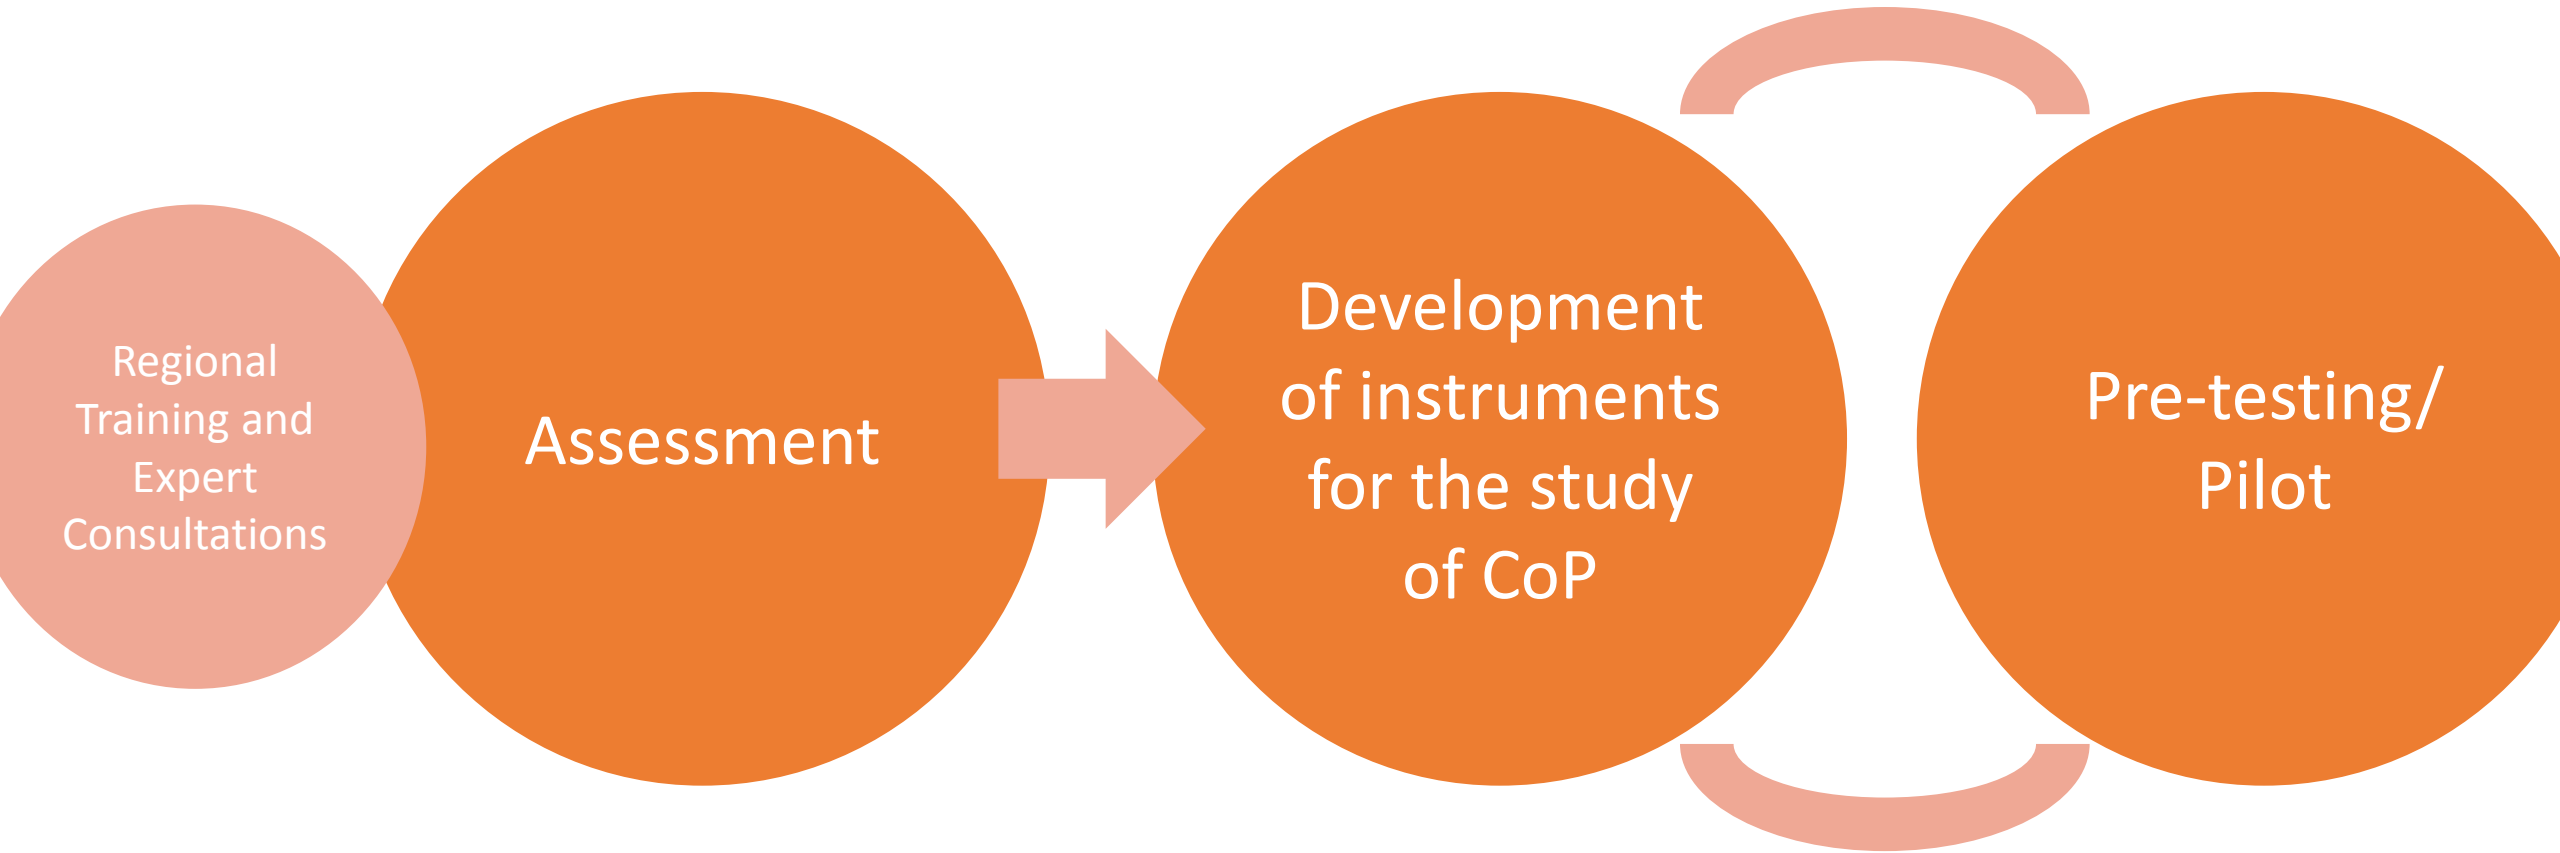 Regional
Training and
Expert
Consultations
Assessment
Development
of instruments
for the study
of CoP
Pre-testing/
Pilot